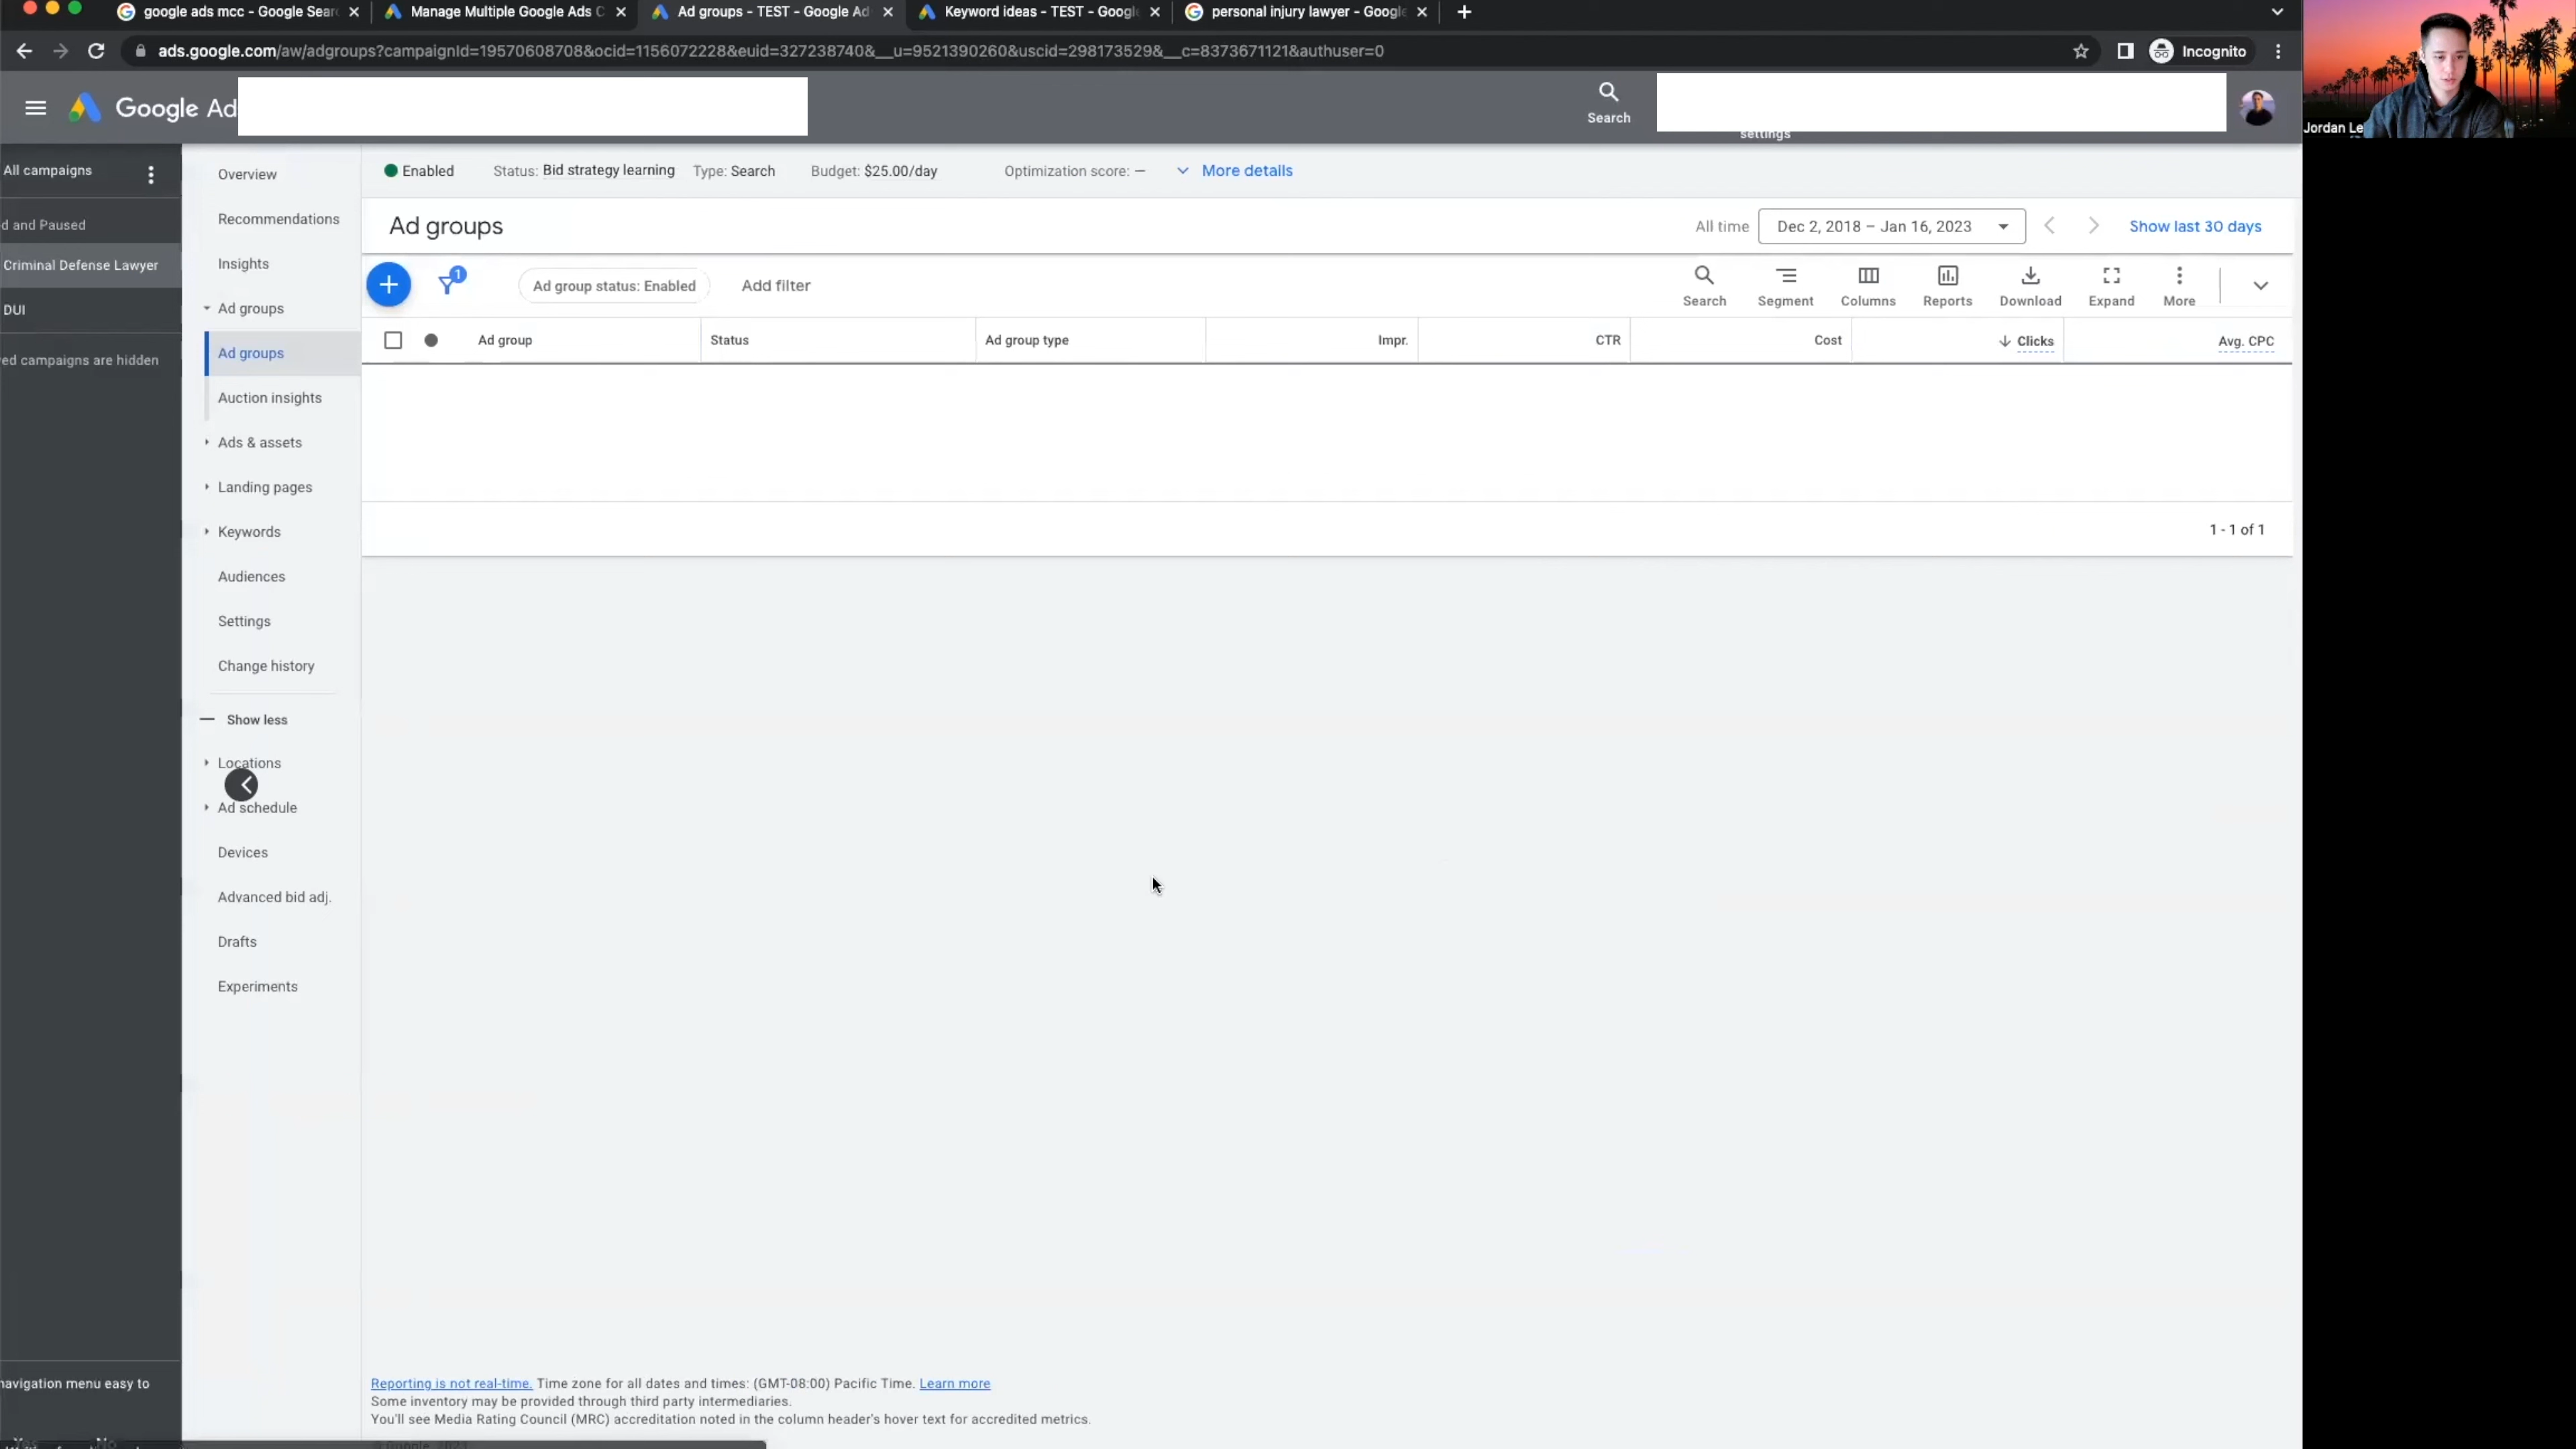 google ads mcc - Google Sear
Manage Multiple Google Ads C
Ad groups - TEST - Google Ad
Keyword ideas - TEST - Googl
personal injury lawyer - Google
ads.google.com/aw/adgroups?campaignId=19570608708&ocid=1156072228&euid=327238740&__u=9521390260&uscid=298173529&__c=8373671121&authuser=0
Incognito
Google Ad
Search
settings
Jordan Le
All campaigns
d and Paused
Criminal Defense Lawyer
DUI
ed campaigns are hidden
navigation menu easy to
Overview
Recommendations
Insights
Ad groups
Ad groups
Auction insights
Ads & assets
Landing pages
Keywords
Audiences
Settings
Change history
Show less
Locations
Ad schedule
Devices
Advanced bid adj.
Drafts
Experiments
Enabled Status: Bid strategy learning Type: Search Budget: $25.00/day Optimization score: — More details
Ad groups
All time Dec 2, 2018 – Jan 16, 2023 Show last 30 days
1 Ad group status: Enabled Add filter
Search Segment Columns Reports Download Expand More
Ad group Status Ad group type Impr. CTR Cost Clicks Avg. CPC
1 - 1 of 1
Reporting is not real-time. Time zone for all dates and times: (GMT-08:00) Pacific Time. Learn more
Some inventory may be provided through third party intermediaries.
You'll see Media Rating Council (MRC) accreditation noted in the column header's hover text for accredited metrics.